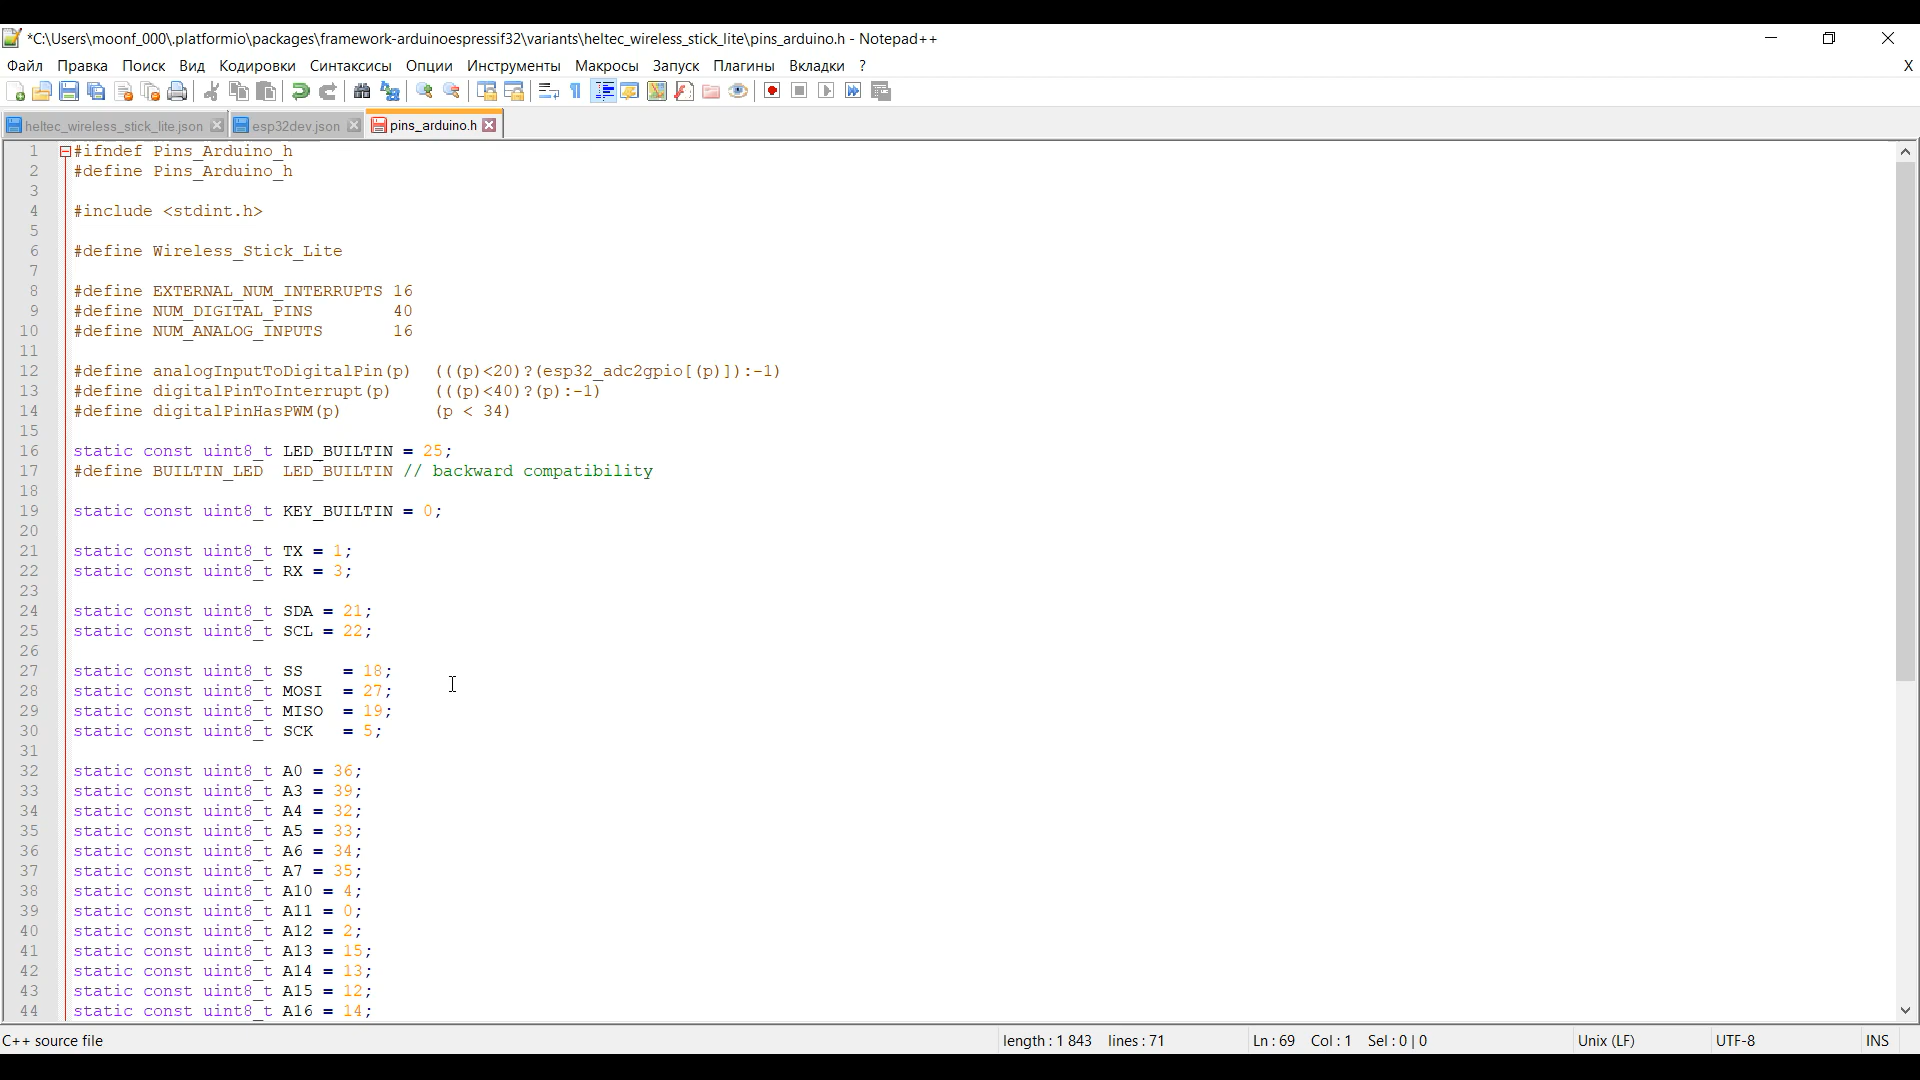 *C:\Users\moonf_000\.platformio\packages\framework-arduinoespressif32\variants\heltec_wireless_stick_lite\pins_arduino.h - Notepad++
Файл Правка Поиск Вид Кодировки Синтаксисы Опции Инструменты Макросы Запуск Плагины Вкладки ? X
heltec_wireless_stick_lite.json esp32dev.json pins_arduino.h
1 #ifndef Pins_Arduino_h
2 #define Pins_Arduino_h
3
4 #include <stdint.h>
5
6 #define Wireless_Stick_Lite
7
8 #define EXTERNAL_NUM_INTERRUPTS 16
9 #define NUM_DIGITAL_PINS        40
10 #define NUM_ANALOG_INPUTS       16
11
12 #define analogInputToDigitalPin(p)  (((p)<20)?(esp32_adc2gpio[(p)]):-1)
13 #define digitalPinToInterrupt(p)    (((p)<40)?(p):-1)
14 #define digitalPinHasPWM(p)         (p < 34)
15
16 static const uint8_t LED_BUILTIN = 25;
17 #define BUILTIN_LED  LED_BUILTIN // backward compatibility
18
19 static const uint8_t KEY_BUILTIN = 0;
20
21 static const uint8_t TX = 1;
22 static const uint8_t RX = 3;
23
24 static const uint8_t SDA = 21;
25 static const uint8_t SCL = 22;
26
27 static const uint8_t SS    = 18;
28 static const uint8_t MOSI  = 27;
29 static const uint8_t MISO  = 19;
30 static const uint8_t SCK   = 5;
31
32 static const uint8_t A0 = 36;
33 static const uint8_t A3 = 39;
34 static const uint8_t A4 = 32;
35 static const uint8_t A5 = 33;
36 static const uint8_t A6 = 34;
37 static const uint8_t A7 = 35;
38 static const uint8_t A10 = 4;
39 static const uint8_t A11 = 0;
40 static const uint8_t A12 = 2;
41 static const uint8_t A13 = 15;
42 static const uint8_t A14 = 13;
43 static const uint8_t A15 = 12;
44 static const uint8_t A16 = 14;
C++ source file length : 1 843 lines : 71 Ln : 69 Col : 1 Sel : 0 | 0 Unix (LF) UTF-8 INS